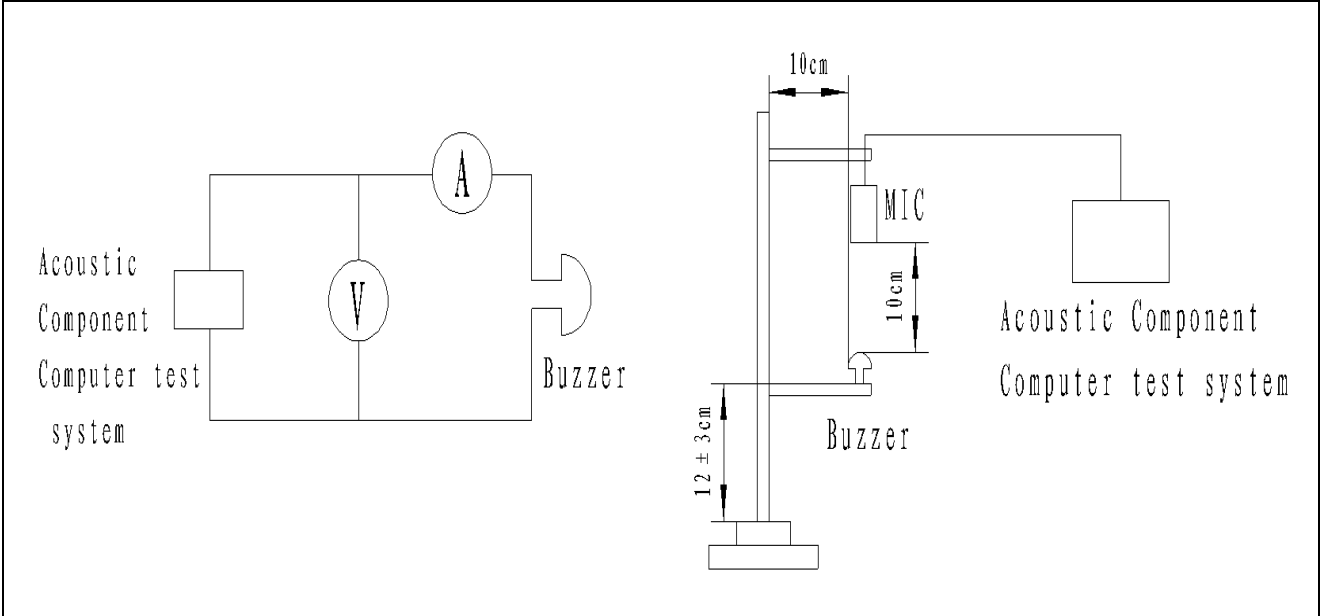 A
V
Acoustic
Component
Computer test
system
Buzzer
10cm
MIC
10cm
Acoustic Component
Computer test system
Buzzer
12±3cm